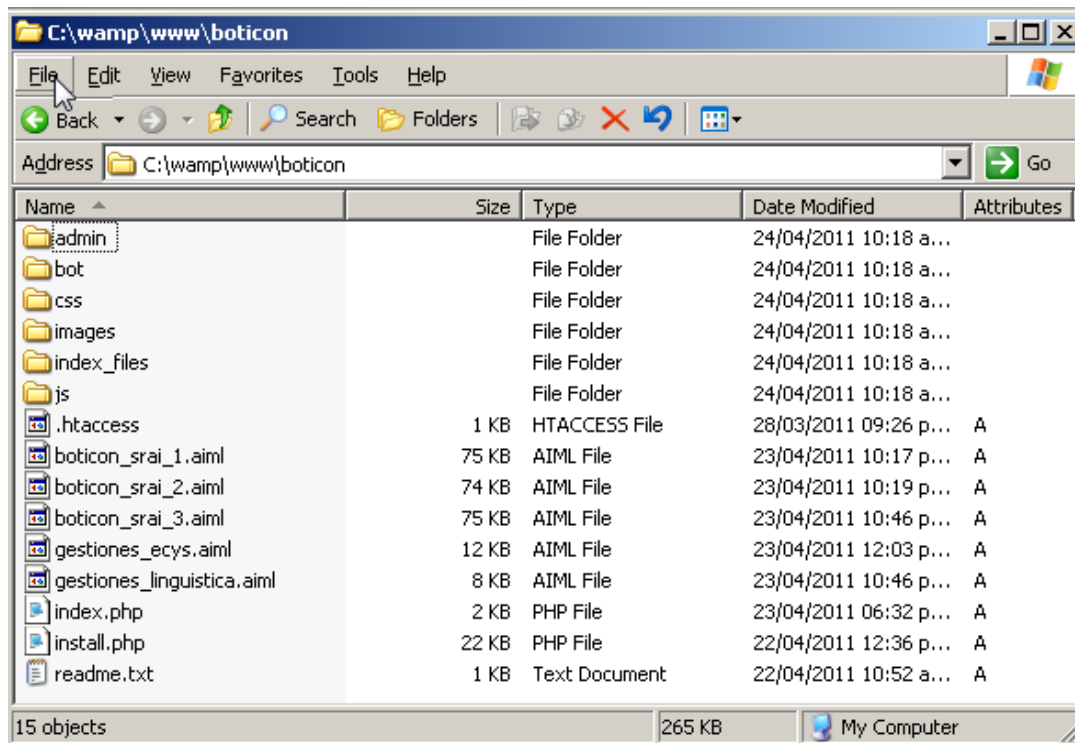 C:\wamp\www\boticon
File Edit View Favorites Tools Help
Back Search Folders
Address C:\wamp\www\boticon Go
Name Size Type Date Modified Attributes
admin File Folder 24/04/2011 10:18 a...
bot File Folder 24/04/2011 10:18 a...
css File Folder 24/04/2011 10:18 a...
images File Folder 24/04/2011 10:18 a...
index_files File Folder 24/04/2011 10:18 a...
js File Folder 24/04/2011 10:18 a...
.htaccess 1 KB HTACCESS File 28/03/2011 09:26 p... A
boticon_srai_1.aiml 75 KB AIML File 23/04/2011 10:17 p... A
boticon_srai_2.aiml 74 KB AIML File 23/04/2011 10:19 p... A
boticon_srai_3.aiml 75 KB AIML File 23/04/2011 10:46 p... A
gestiones_ecys.aiml 12 KB AIML File 23/04/2011 12:03 p... A
gestiones_linguistica.aiml 8 KB AIML File 23/04/2011 10:46 p... A
index.php 2 KB PHP File 23/04/2011 06:32 p... A
install.php 22 KB PHP File 22/04/2011 12:36 p... A
readme.txt 1 KB Text Document 22/04/2011 10:52 a... A
15 objects 265 KB My Computer